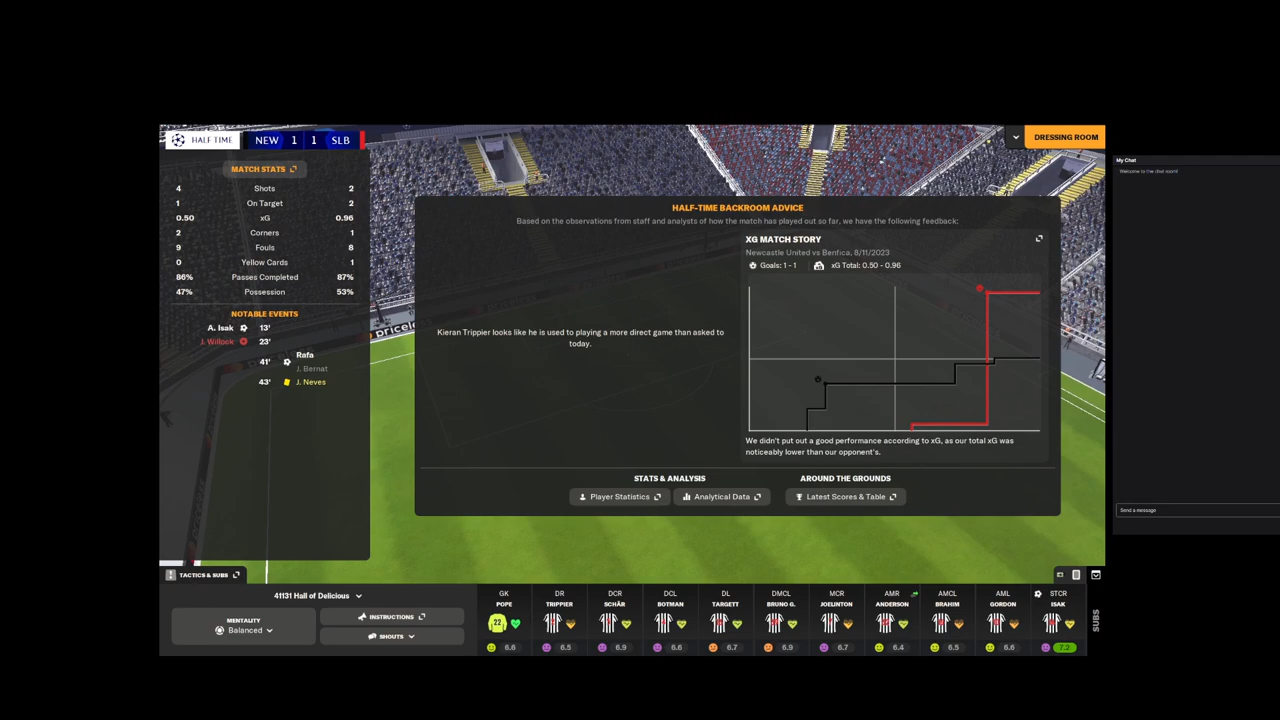 HALF TIME NEW 1 1 SLB
DRESSING ROOM
MATCH STATS
4 Shots 2
1 On Target 2
0.50 xG 0.96
2 Corners 1
9 Fouls 8
0 Yellow Cards 1
86% Passes Completed 87%
47% Possession 53%
NOTABLE EVENTS
A. Isak 13'
J. Willock 23'
41' Rafa
J. Bernat
43' J. Neves
pricelo
HALF-TIME BACKROOM ADVICE
Based on the observations from staff and analysts of how the match has played out so far, we have the following feedback:
Kieran Trippier looks like he is used to playing a more direct game than asked to
today.
XG MATCH STORY
Newcastle United vs Benfica, 8/11/2023
Goals: 1 - 1 xG Total: 0.50 - 0.96
We didn't put out a good performance according to xG, as our total xG was
noticeably lower than our opponent's.
STATS & ANALYSIS
Player Statistics Analytical Data
AROUND THE GROUNDS
Latest Scores & Table
My Chat
Welcome to the chat room!
Send a message
TACTICS & SUBS
41131 Hall of Delicious
MENTALITY
Balanced
INSTRUCTIONS
SHOUTS
GK DR DCR DCL DL DMCL MCR AMR AMCL AML STCR
POPE TRIPPIER SCHÄR BOTMAN TARGETT BRUNO G. JOELINTON ANDERSON BRAHIM GORDON ISAK
22
6.6 6.5 6.9 6.6 6.7 6.9 6.7 6.4 6.5 6.6 7.2
SUBS